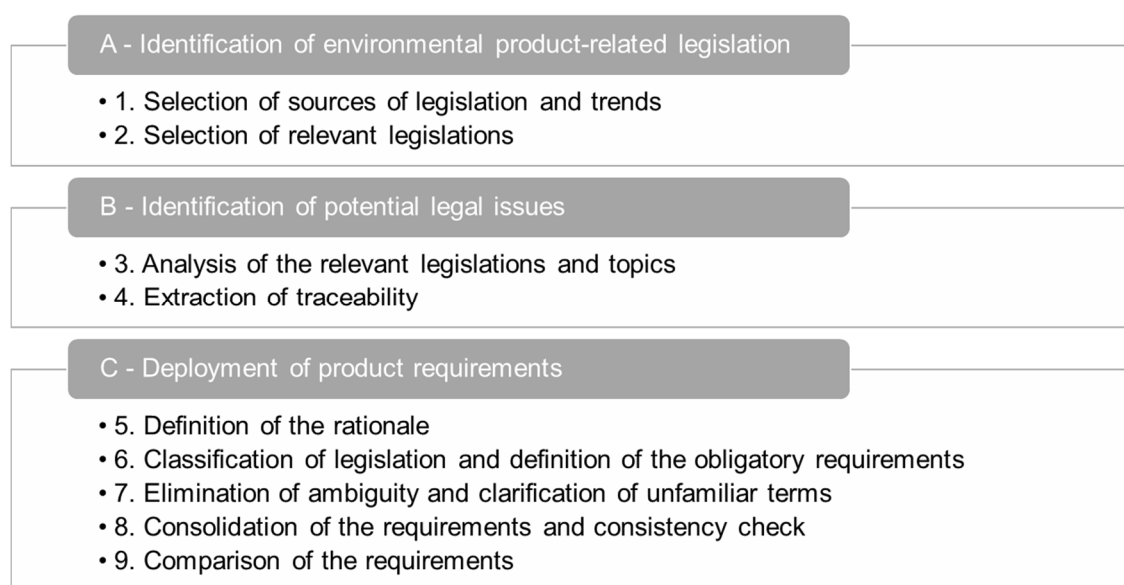 A - Identification of environmental product-related legislation
• 1. Selection of sources of legislation and trends
• 2. Selection of relevant legislations
B - Identification of potential legal issues
• 3. Analysis of the relevant legislations and topics
• 4. Extraction of traceability
C - Deployment of product requirements
• 5. Definition of the rationale
• 6. Classification of legislation and definition of the obligatory requirements
• 7. Elimination of ambiguity and clarification of unfamiliar terms
• 8. Consolidation of the requirements and consistency check
• 9. Comparison of the requirements